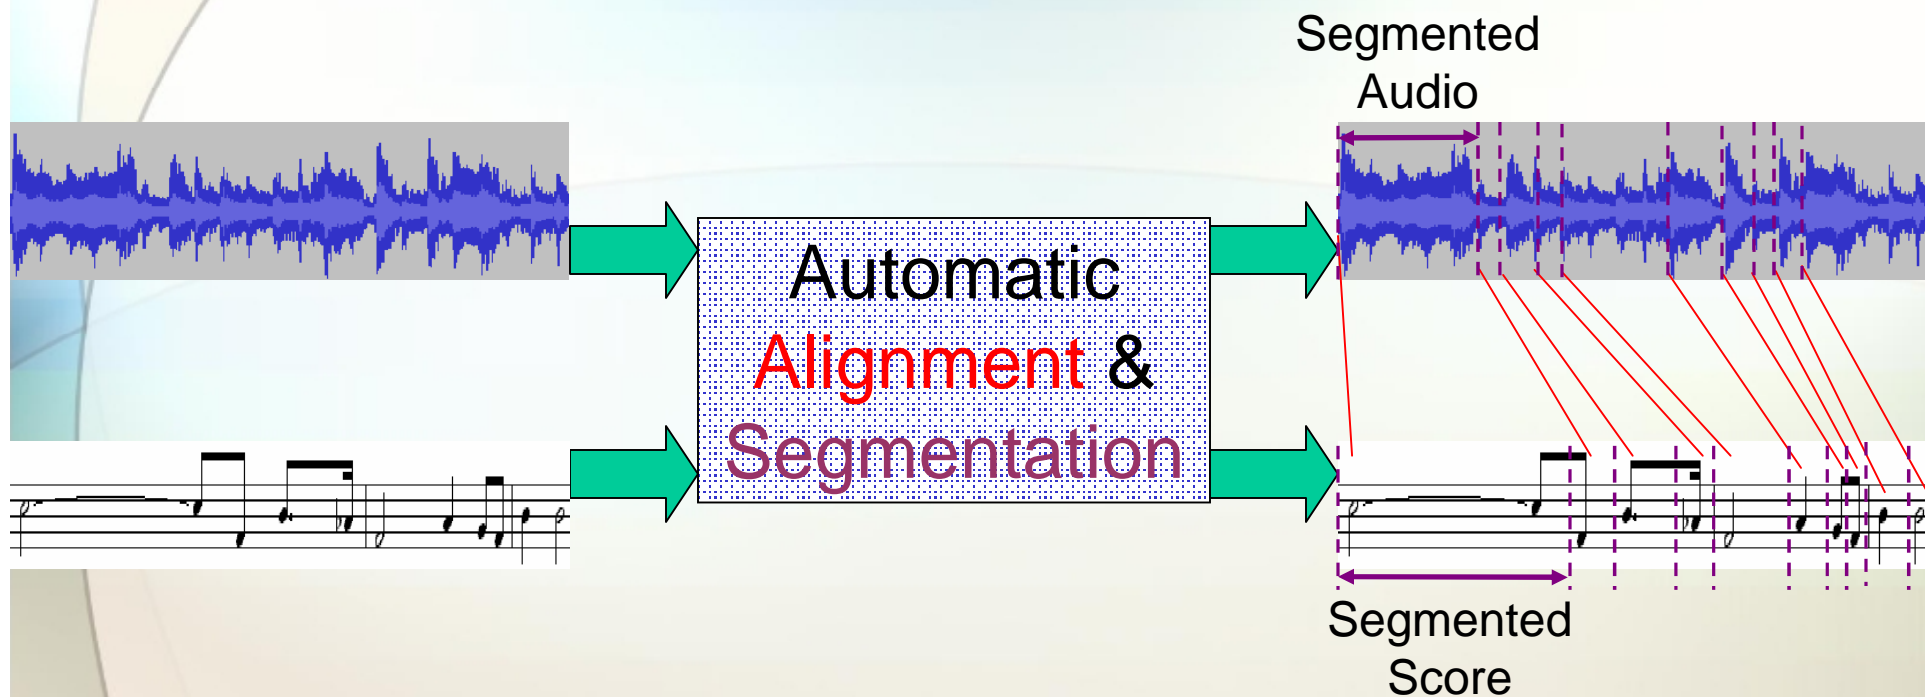 Segmented
Audio
Automatic
Alignment &
Segmentation
Segmented
Score